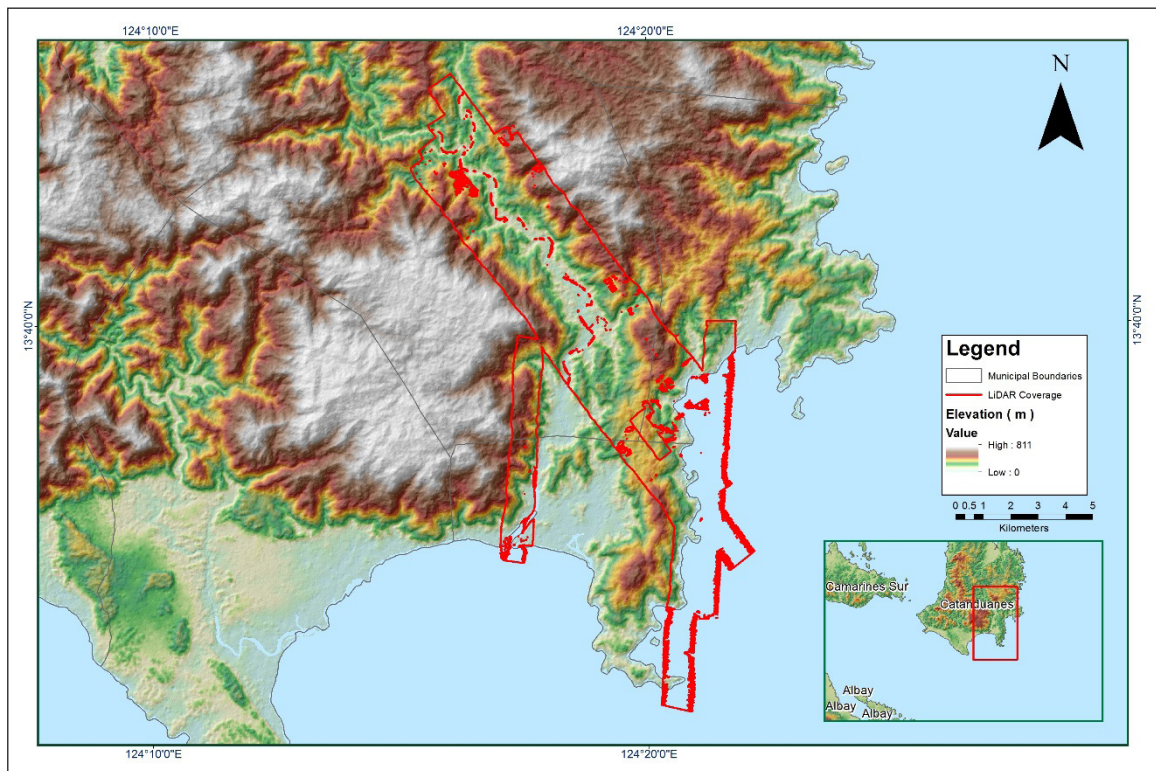 124°10'0"E
124°20'0"E
N
13°40'0"N
13°40'0"N
Legend
Municipal Boundaries
LiDAR Coverage
Elevation ( m )
Value
High : 811
Low : 0
0 0.5 1 2 3 4 5
Kilometers
Camarines Sur
Catanduanes
Albay
Albay
Albay
124°10'0"E
124°20'0"E